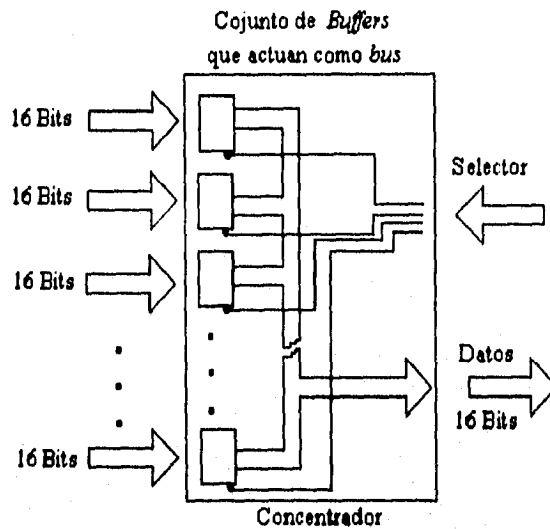 Cojunto de Buffers
que actuan como bus
16 Bits
16 Bits
Selector
16 Bits
Datos
16 Bits
16 Bits
Concentrador